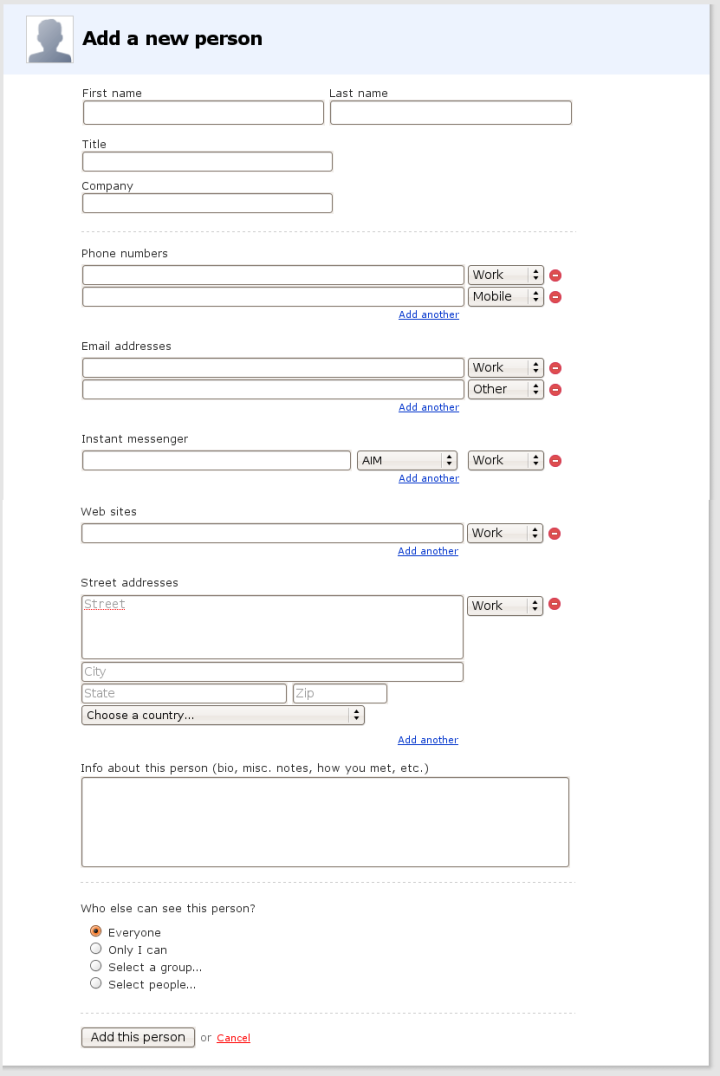 Add a new person
First name Last name
Title
Company
Phone numbers
Work
Mobile
Add another
Email addresses
Work
Other
Add another
Instant messenger
AIM Work
Add another
Web sites
Work
Add another
Street addresses
Street Work
City
State Zip
Choose a country...
Add another
Info about this person (bio, misc. notes, how you met, etc.)
Who else can see this person?
Everyone
Only I can
Select a group...
Select people...
Add this person or Cancel